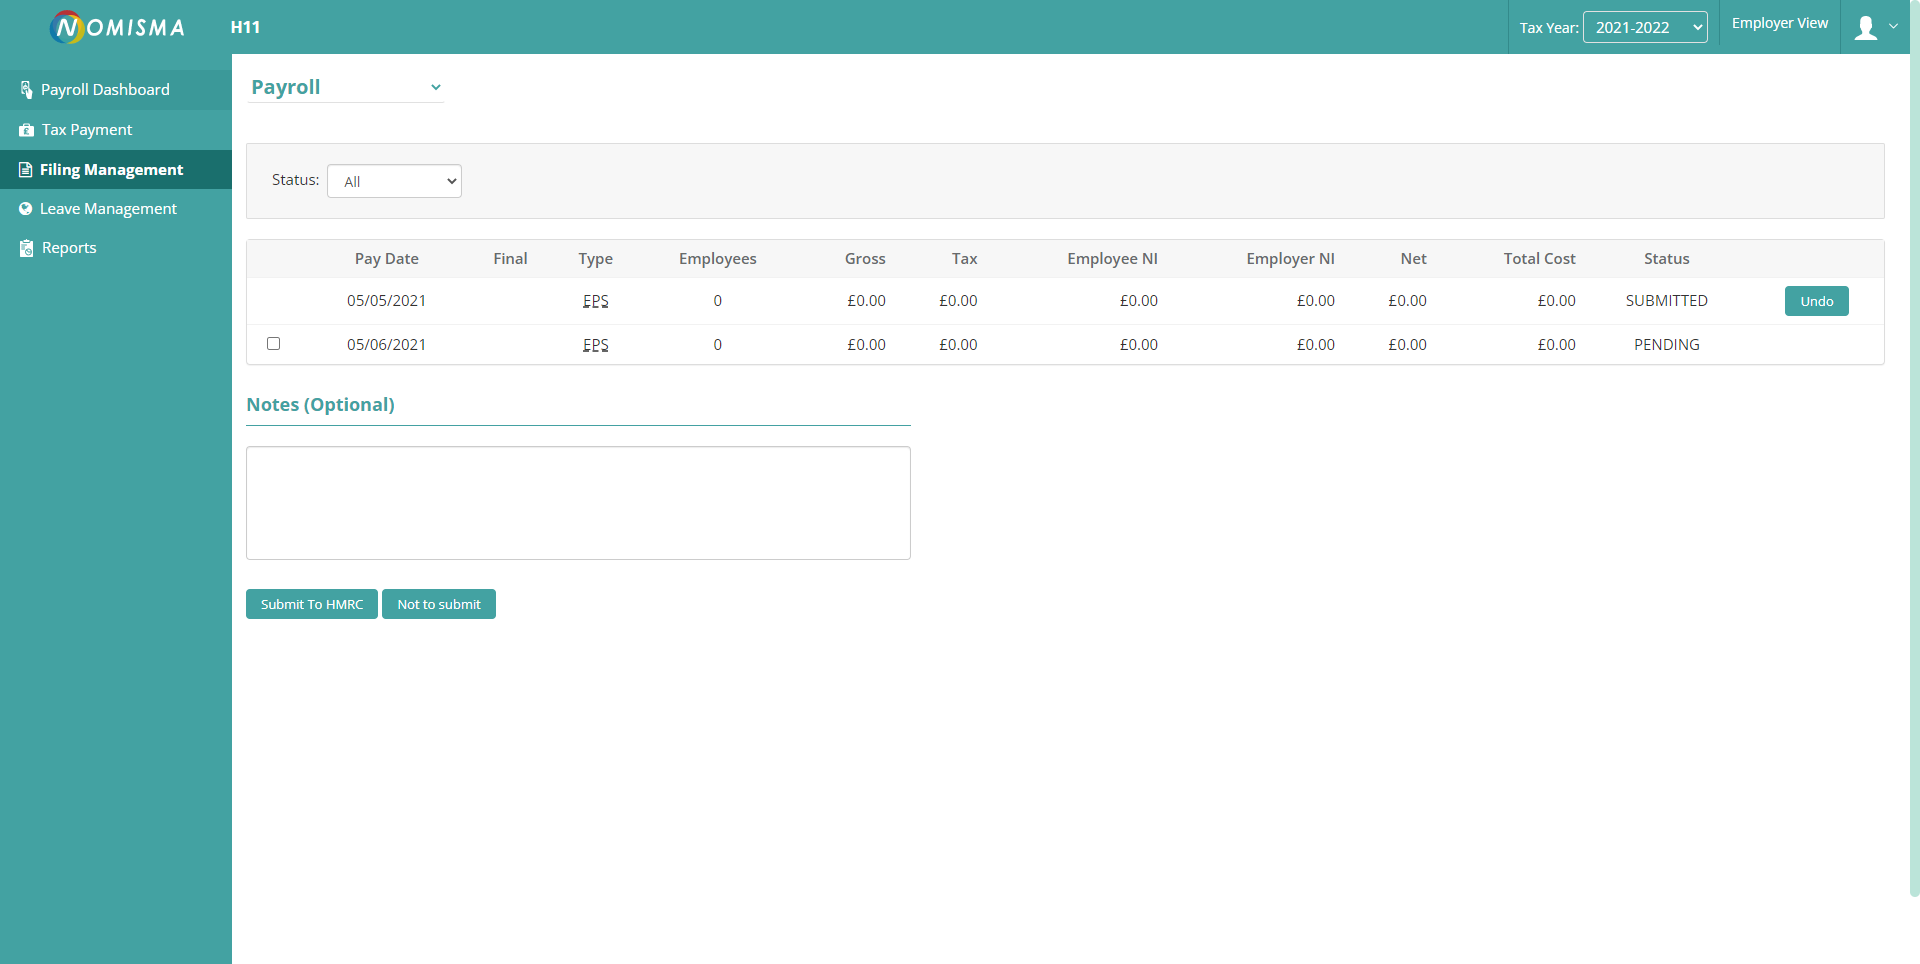 NOMISMA H11 Tax Year: 2021-2022 Employer View
Payroll Dashboard
Tax Payment
Filing Management
Leave Management
Reports
Payroll
Status: All
Pay Date Final Type Employees Gross Tax Employee NI Employer NI Net Total Cost Status
05/05/2021 EPS 0 £0.00 £0.00 £0.00 £0.00 £0.00 £0.00 SUBMITTED Undo
05/06/2021 EPS 0 £0.00 £0.00 £0.00 £0.00 £0.00 £0.00 PENDING
Notes (Optional)
Submit To HMRC Not to submit